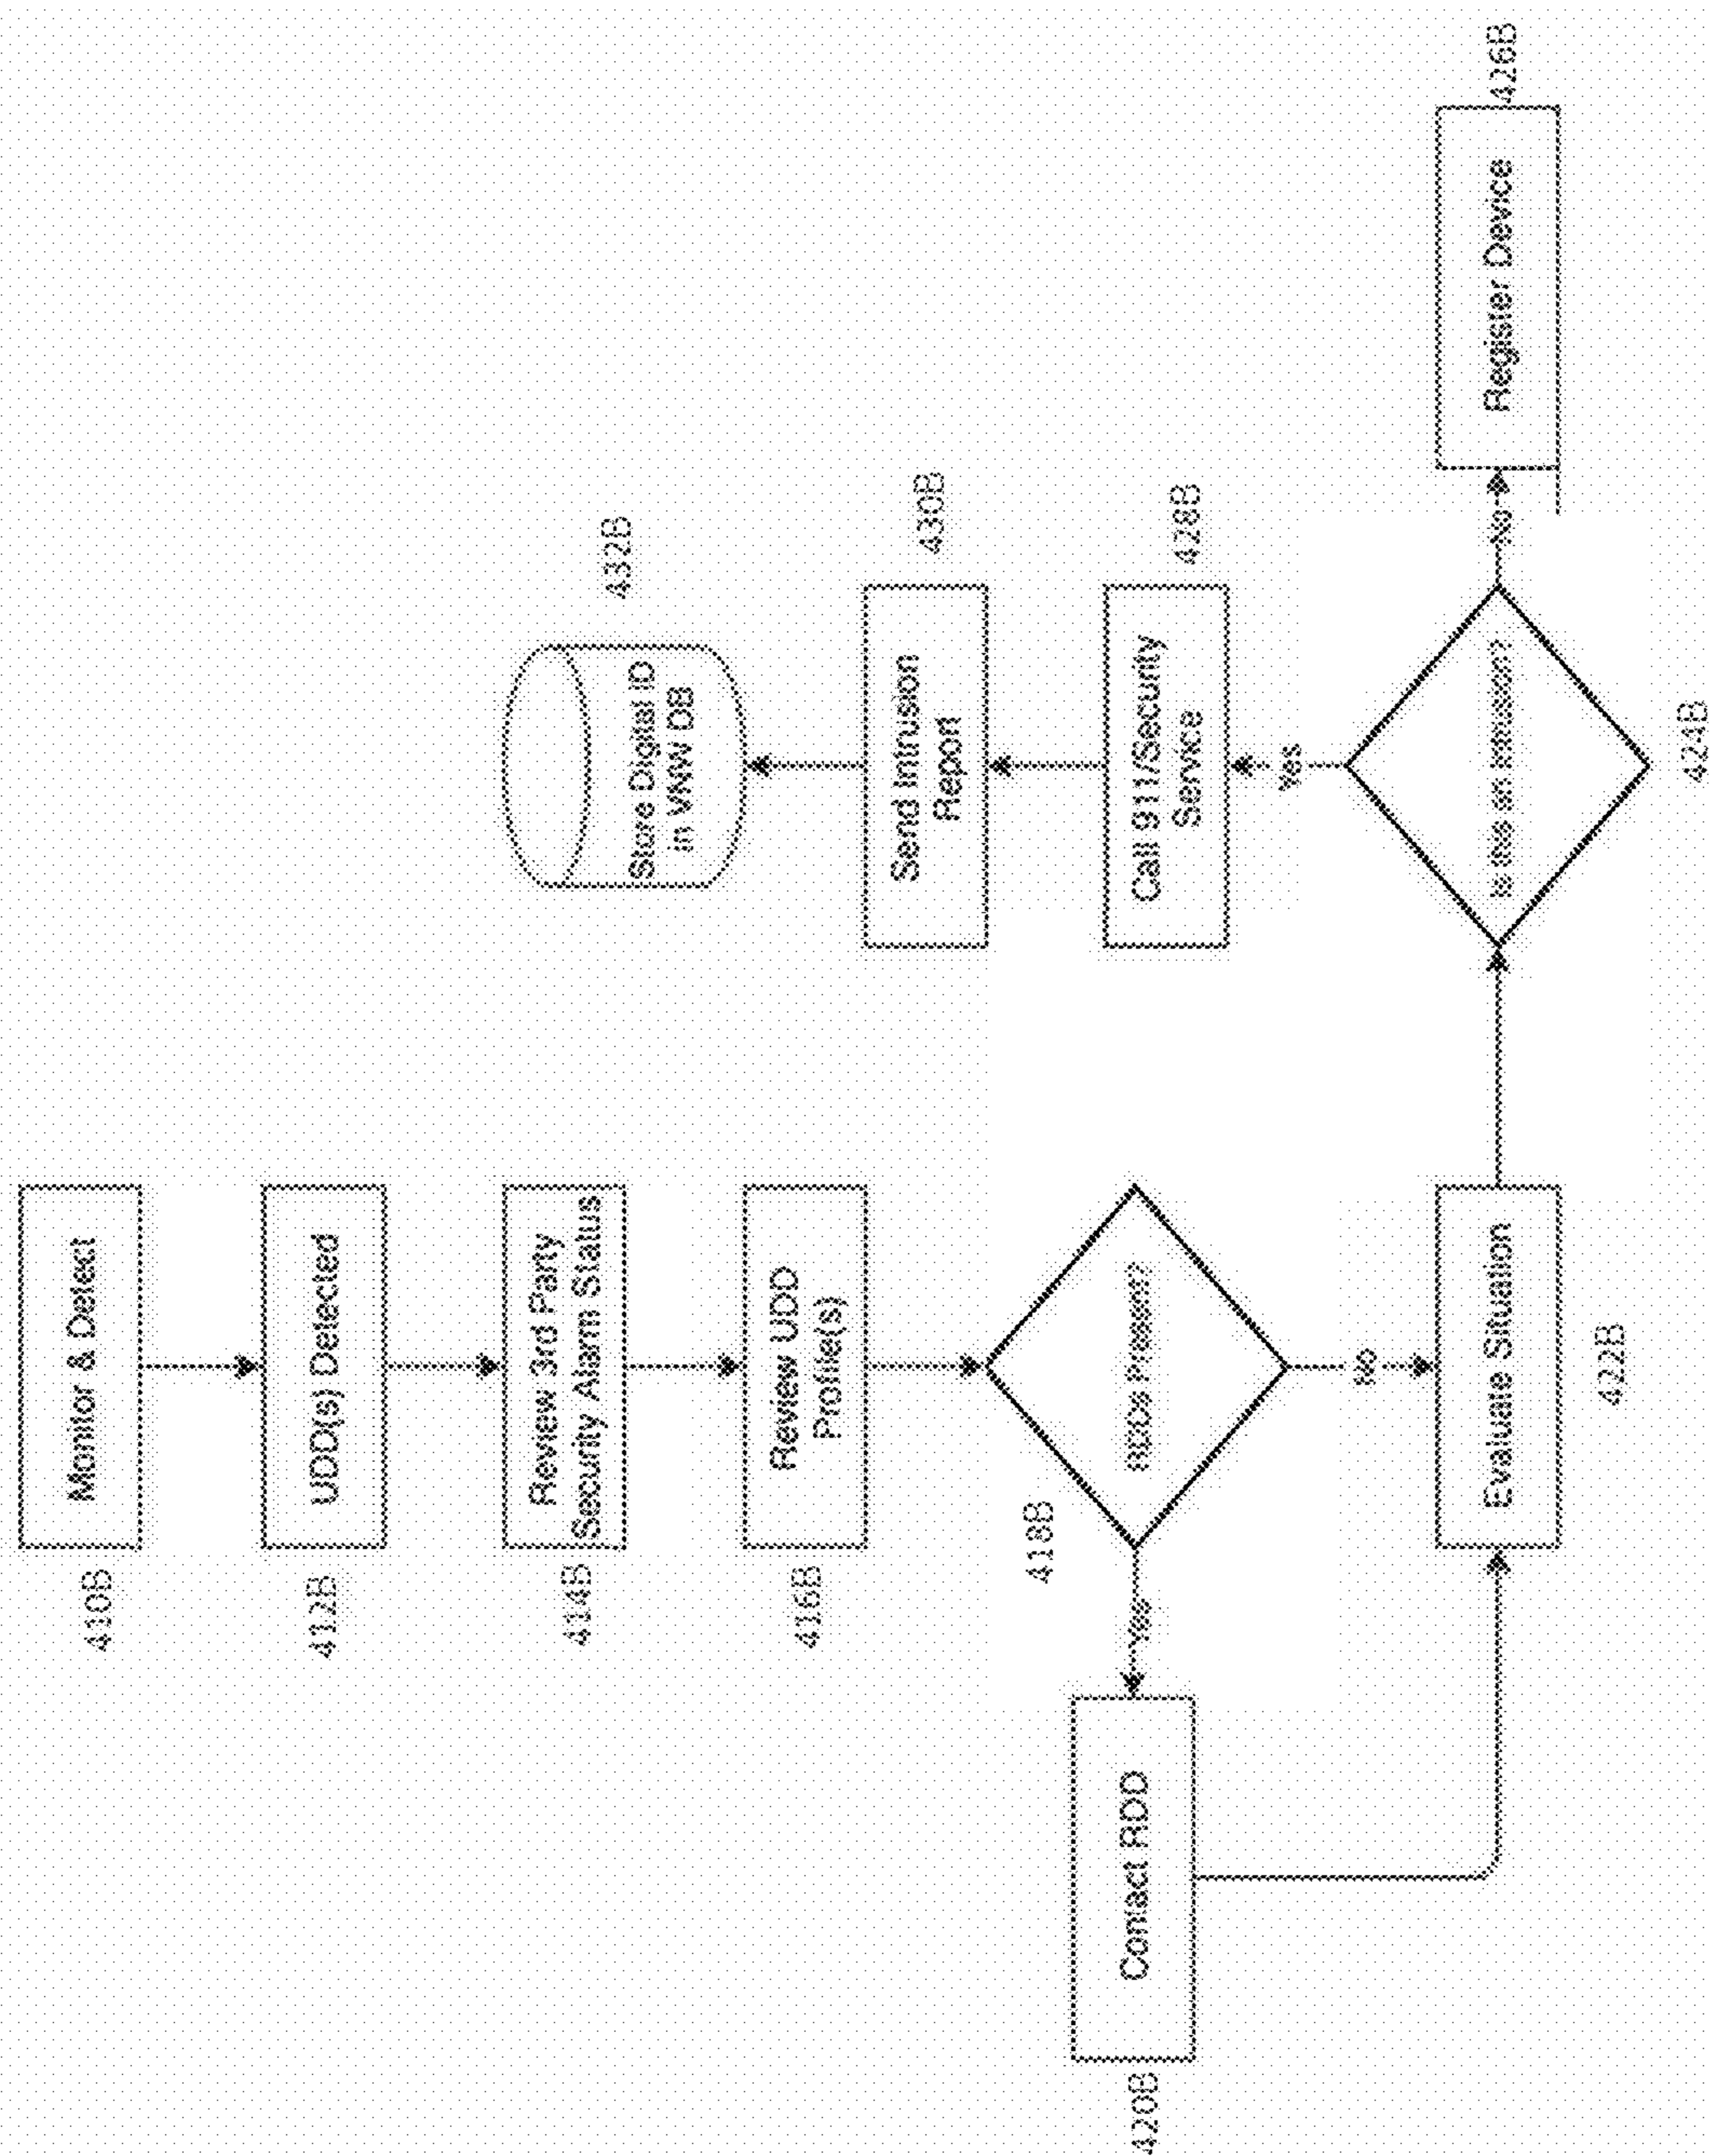 410B
Monitor & Detect
412B
UDD(s) Detected
414B
Review 3rd Party
Security Alarm Status
416B
Review UDD
Profile(s)
418B
RDDs Present?
Yes
No
420B
Contact RDD
Evaluate Situation
422B
Is this an intrusion?
424B
No
Register Device
426B
Yes
Call 911/Security
Service
428B
Send Intrusion
Report
430B
Store Digital ID
in VNW DB
432B